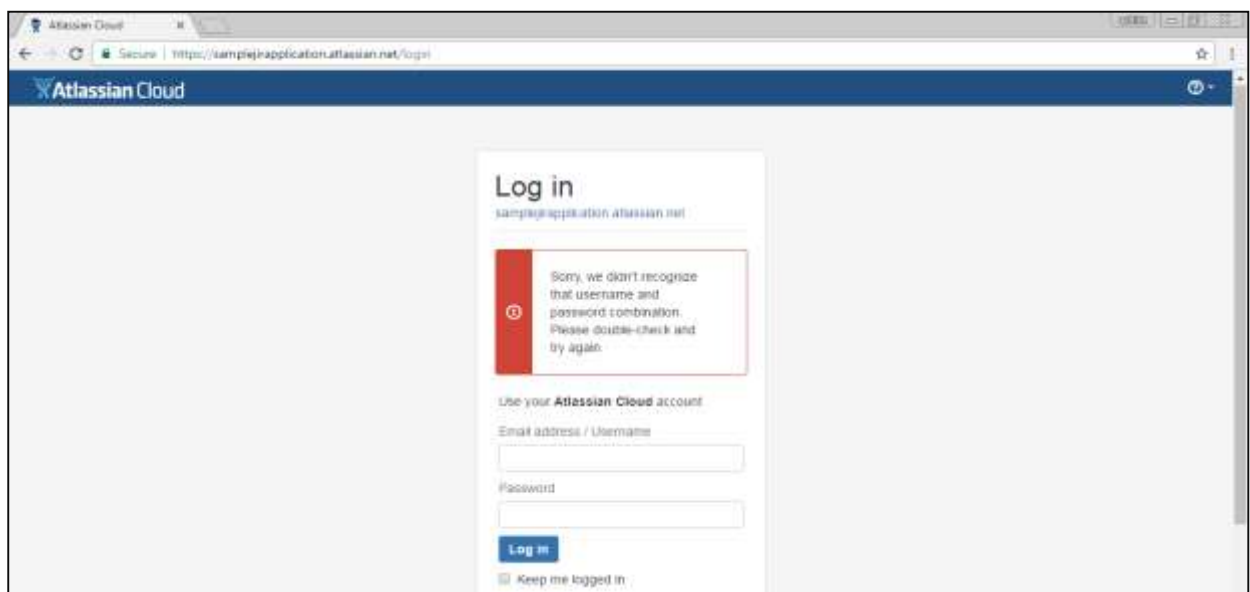 Atlassian Cloud
Secure | https://samplejirapplication.atlassian.net/login
Atlassian Cloud
Log in
samplejirapplication.atlassian.net
Sorry, we didn't recognize
that username and
password combination.
Please double-check and
try again.
Use your Atlassian Cloud account
Email address / Username
Password
Log in
Keep me logged in